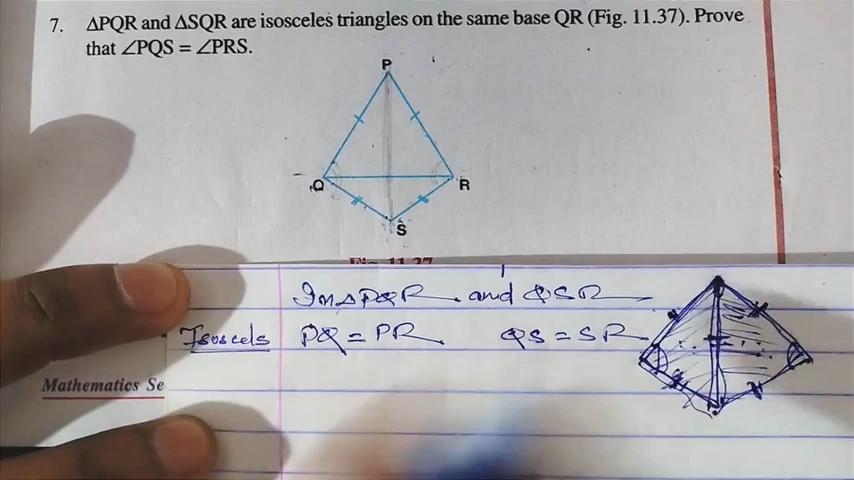 7. ΔPQR and ΔSQR are isosceles triangles on the same base QR (Fig. 11.37). Prove
that ∠PQS = ∠PRS.
P
Q
R
S
In ΔPQR and QSR
Isoscels PQ = PR QS = SR
Mathematics Se